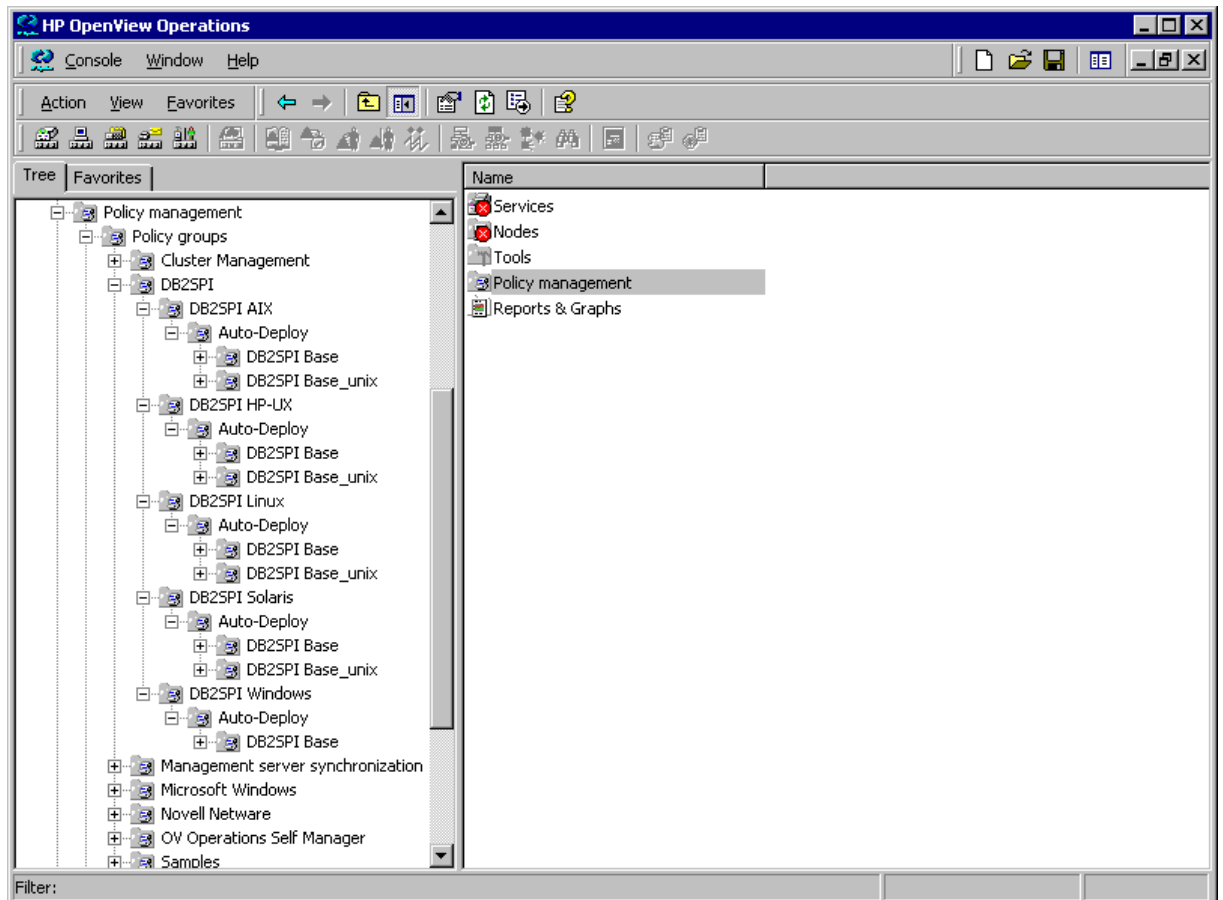 HP OpenView Operations
Console Window Help
Action View Favorites
Tree Favorites
Policy management
Policy groups
Cluster Management
DB2SPI
DB2SPI AIX
Auto-Deploy
DB2SPI Base
DB2SPI Base_unix
DB2SPI HP-UX
Auto-Deploy
DB2SPI Base
DB2SPI Base_unix
DB2SPI Linux
Auto-Deploy
DB2SPI Base
DB2SPI Base_unix
DB2SPI Solaris
Auto-Deploy
DB2SPI Base
DB2SPI Base_unix
DB2SPI Windows
Auto-Deploy
DB2SPI Base
Management server synchronization
Microsoft Windows
Novell Netware
OV Operations Self Manager
Samples
Name
Services
Nodes
Tools
Policy management
Reports & Graphs
Filter: